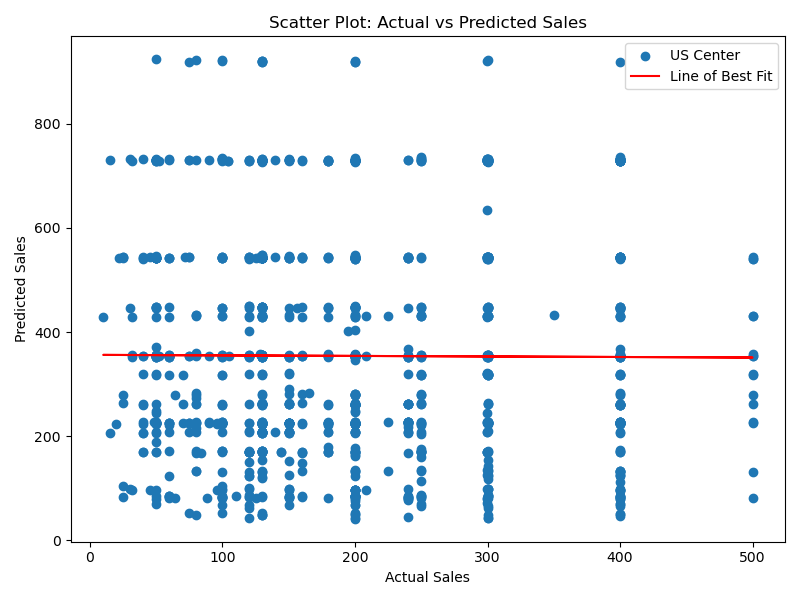 Scatter Plot: Actual vs Predicted Sales
US Center
Line of Best Fit
Predicted Sales
800
600
400
200
0
0 100 200 300 400 500
Actual Sales